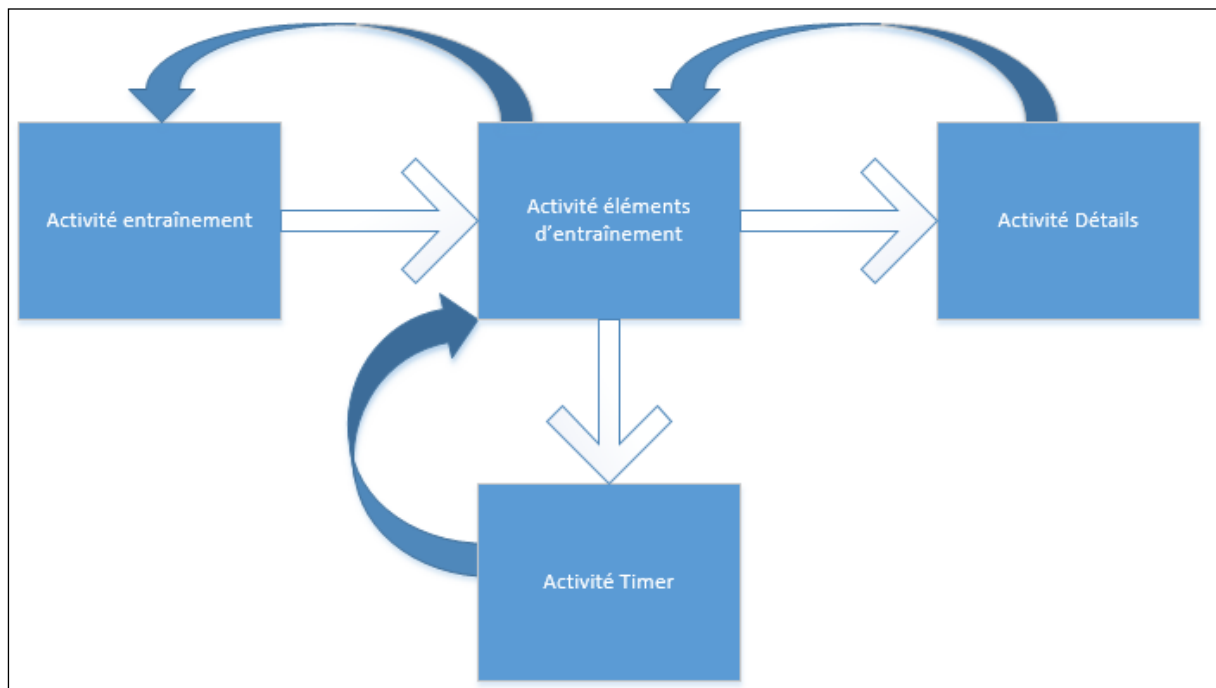 Activité entraînement
Activité éléments
d’entraînement
Activité Détails
Activité Timer